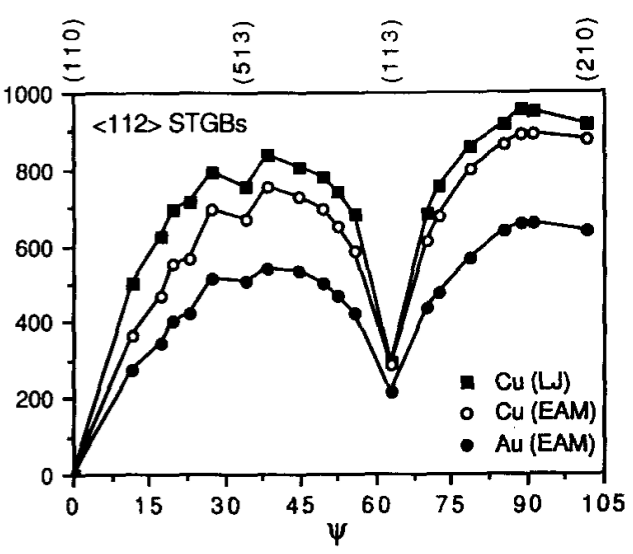 (110) (513) (113) (210)
1000
<112> STGBs
800
600
400
200
0
Cu (LJ)
Cu (EAM)
Au (EAM)
0 15 30 45 60 75 90 105
ψ